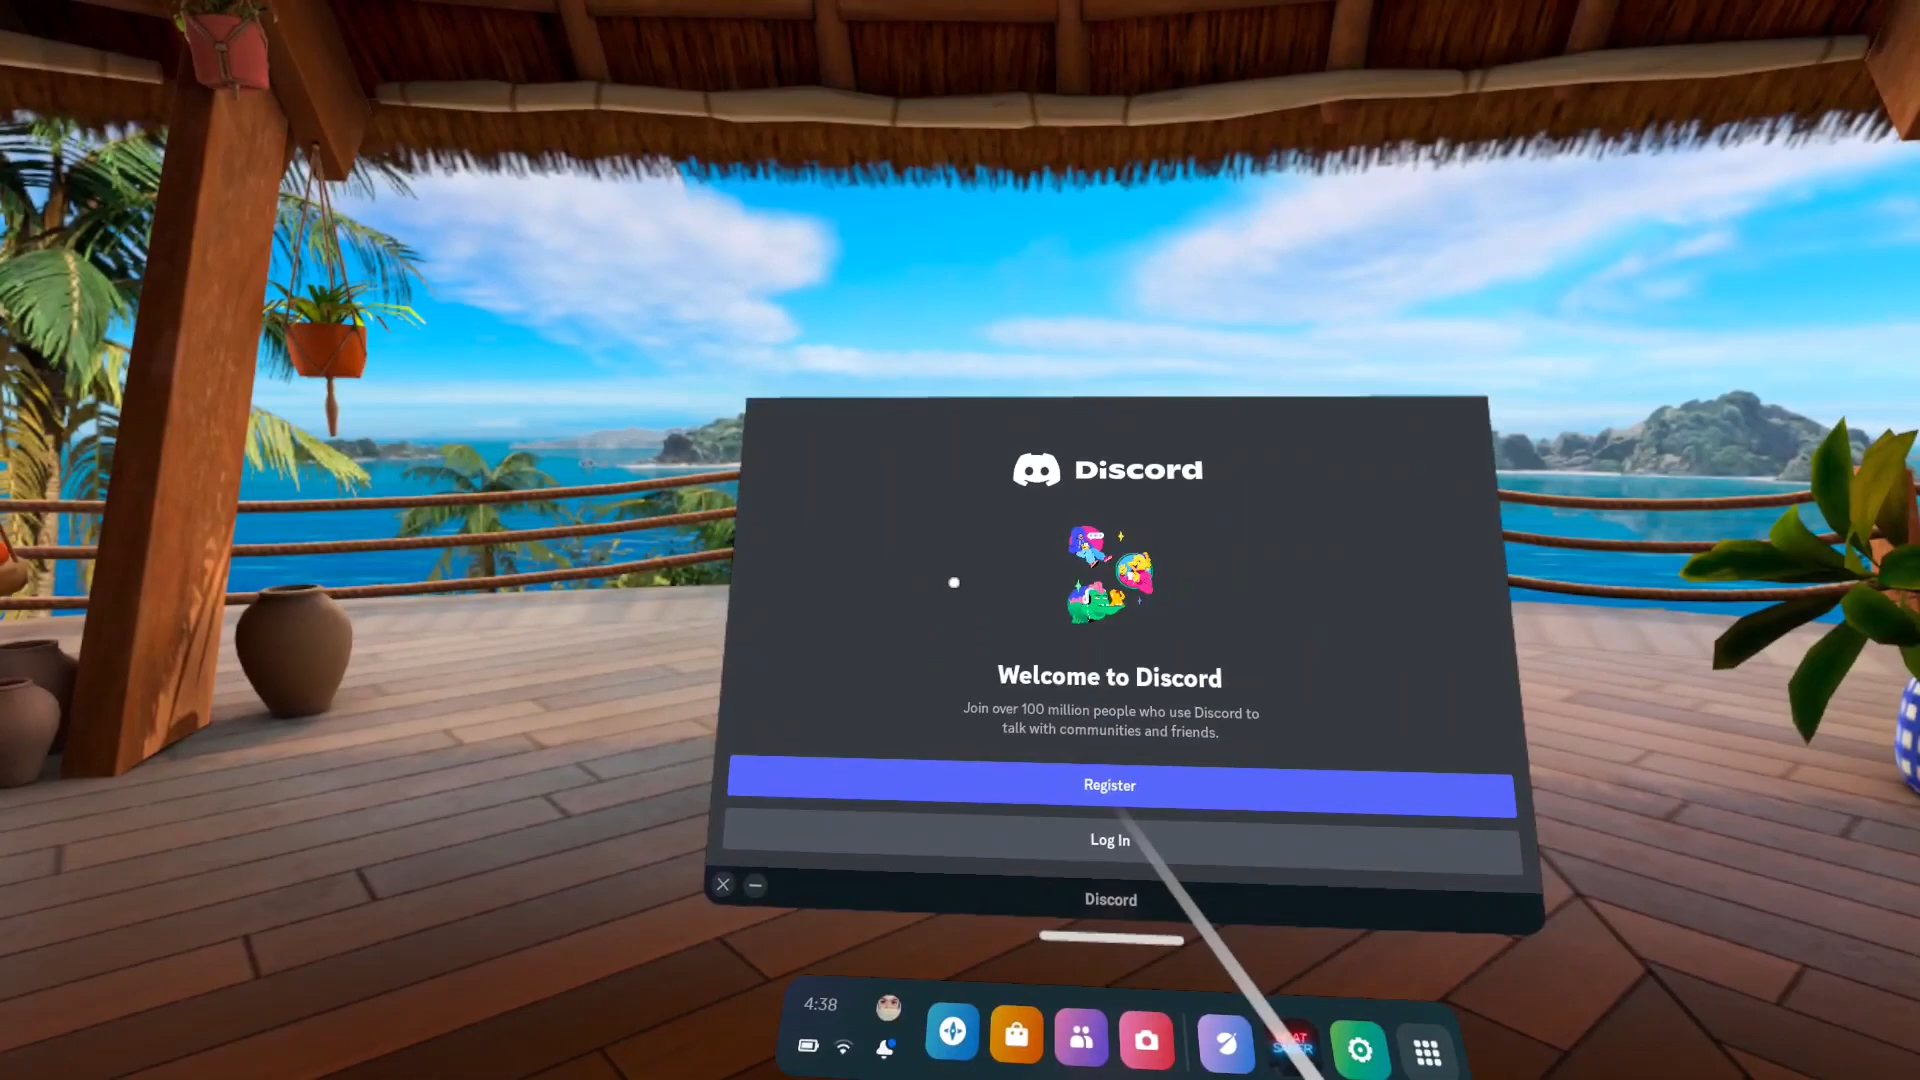 Discord
Welcome to Discord
Join over 100 million people who use Discord to
talk with communities and friends.
Register
Log In
Discord
4:38
SABER